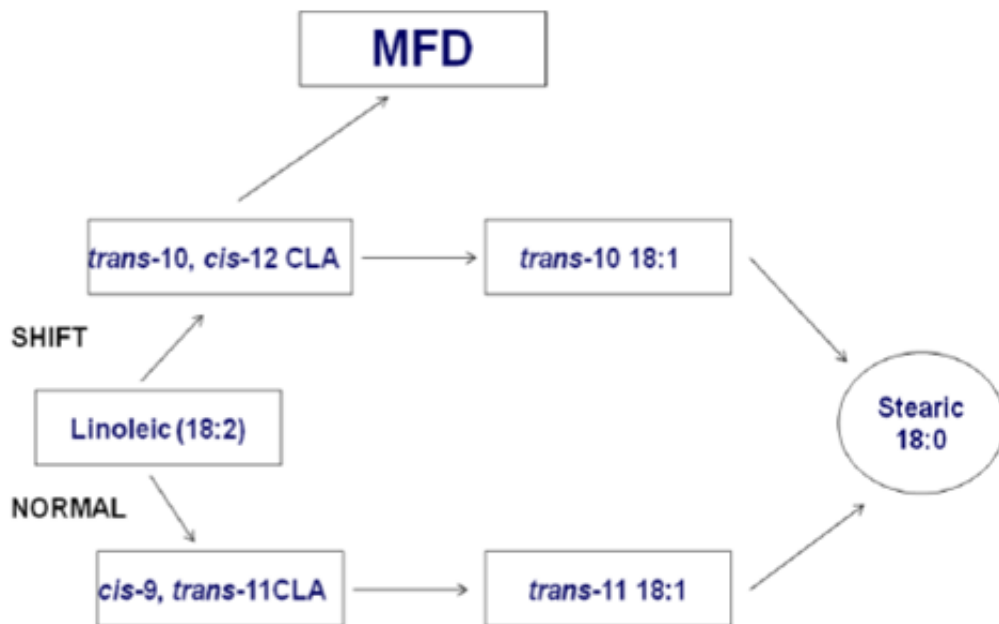 MFD
trans-10, cis-12 CLA
trans-10 18:1
SHIFT
Linoleic (18:2)
Stearic
18:0
NORMAL
cis-9, trans-11CLA
trans-11 18:1